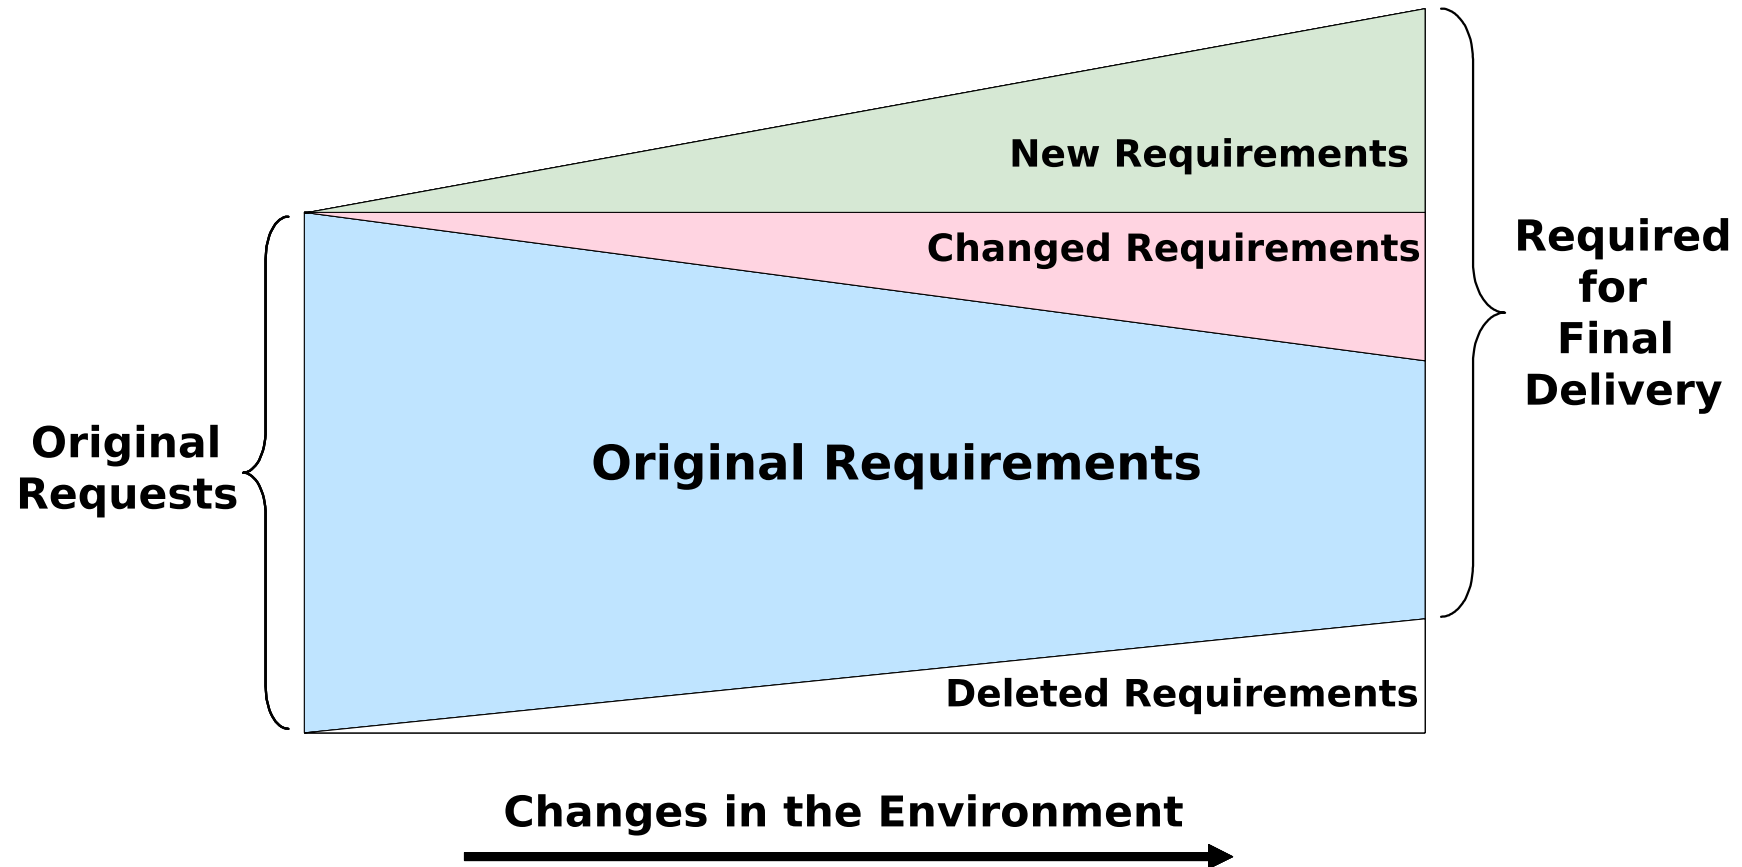 New Requirements
Changed Requirements
Required
for
Final
Delivery
Original
Requests
Original Requirements
Deleted Requirements
Changes in the Environment